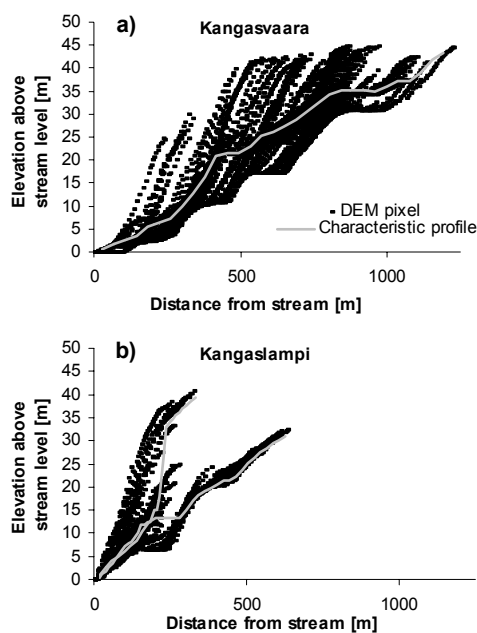 a)
Kangasvaara
Elevation above
stream level [m]
50
45
40
35
30
25
20
15
10
5
0
DEM pixel
Characteristic profile
0
500
1000
Distance from stream [m]
b)
Kangaslampi
Elevation above
stream level [m]
50
45
40
35
30
25
20
15
10
5
0
0
500
1000
Distance from stream [m]